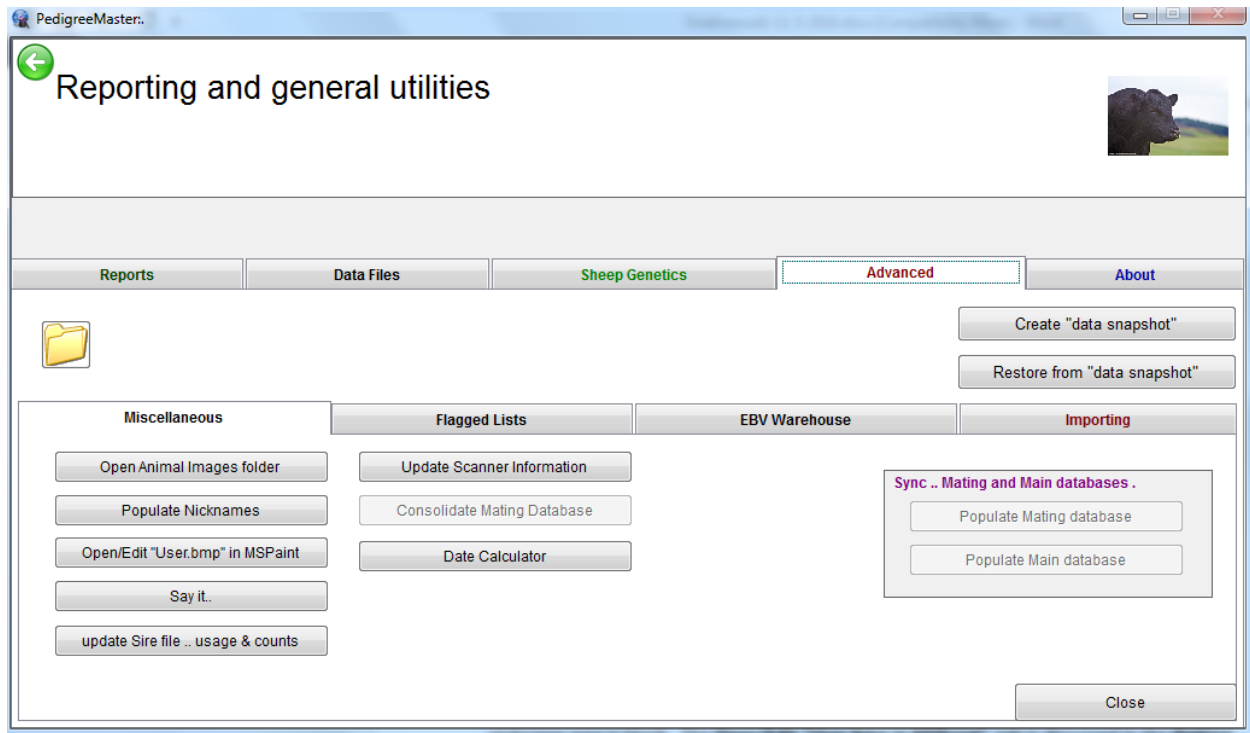 PedigreeMaster:.
Reporting and general utilities
Reports
Data Files
Sheep Genetics
Advanced
About
Create "data snapshot"
Restore from "data snapshot"
Miscellaneous
Flagged Lists
EBV Warehouse
Importing
Open Animal Images folder
Populate Nicknames
Open/Edit "User.bmp" in MSPaint
Say it..
update Sire file .. usage & counts
Update Scanner Information
Consolidate Mating Database
Date Calculator
Sync .. Mating and Main databases .
Populate Mating database
Populate Main database
Close